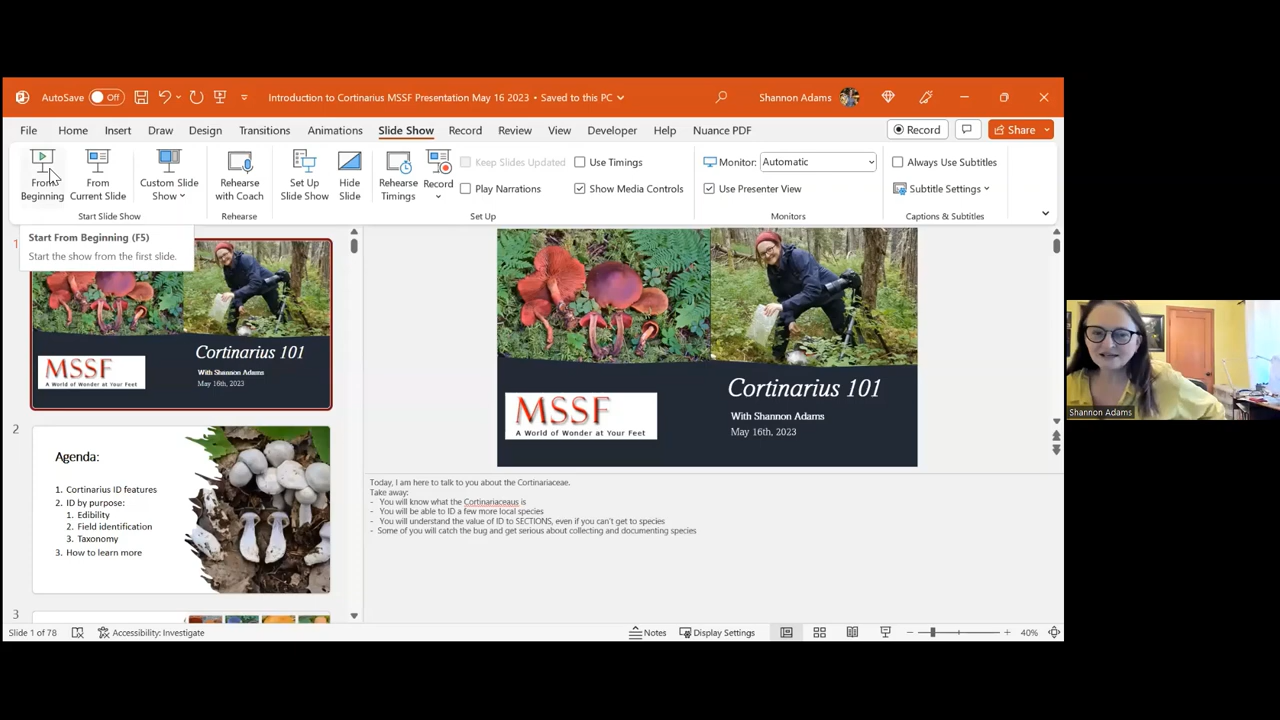 AutoSave Off
Introduction to Cortinarius MSSF Presentation May 16 2023 • Saved to this PC
Shannon Adams
File Home Insert Draw Design Transitions Animations Slide Show Record Review View Developer Help Nuance PDF
Record
Share
From Beginning
From Current Slide
Custom Slide Show
Start Slide Show
Rehearse with Coach
Rehearse
Set Up Slide Show
Hide Slide
Rehearse Timings
Record
Keep Slides Updated
Use Timings
Play Narrations
Show Media Controls
Set Up
Monitor: Automatic
Use Presenter View
Monitors
Always Use Subtitles
Subtitle Settings
Captions & Subtitles
Start From Beginning (F5)
Start the show from the first slide.
1
MSSF
A World of Wonder at Your Feet
Cortinarius 101
With Shannon Adams
May 16th, 2023
2
Agenda:
1. Cortinarius ID features
2. ID by purpose:
1. Edibility
2. Field identification
3. Taxonomy
3. How to learn more
3
MSSF
A World of Wonder at Your Feet
Cortinarius 101
With Shannon Adams
May 16th, 2023
Today, I am here to talk to you about the Cortinariaceae.
Take away:
- You will know what the Cortinariaceaus is
- You will be able to ID a few more local species
- You will understand the value of ID to SECTIONS, even if you can't get to species
- Some of you will catch the bug and get serious about collecting and documenting species
Shannon Adams
Slide 1 of 78
Accessibility: Investigate
Notes
Display Settings
40%